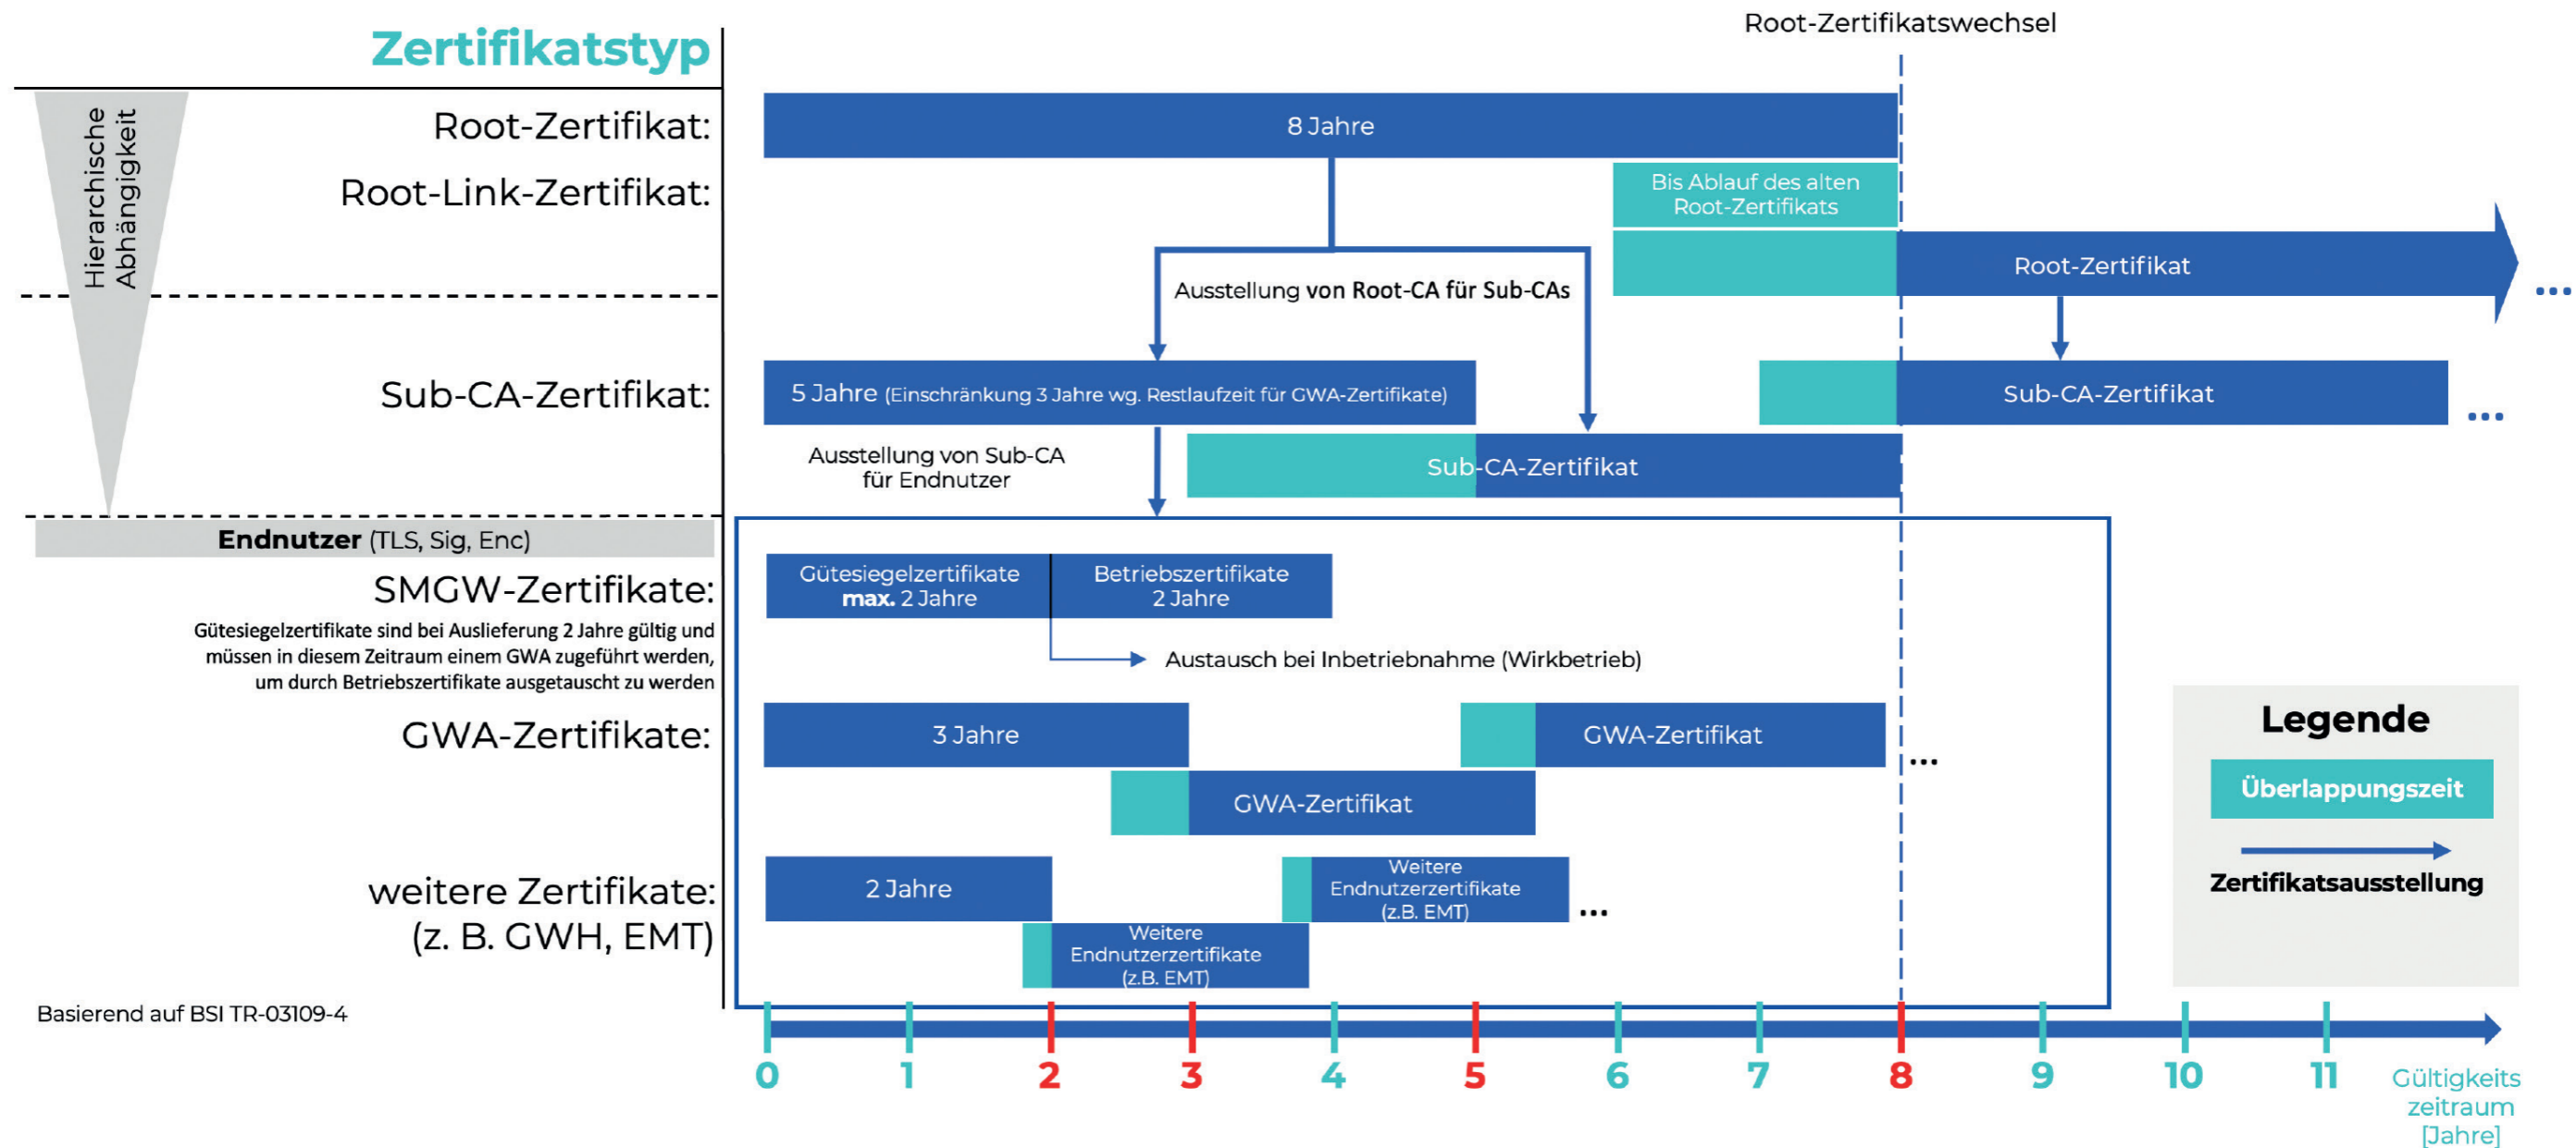 Root-Zertifikatswechsel
Zertifikatstyp
Hierarchische
Abhängigkeit
Root-Zertifikat:
8 Jahre
Root-Link-Zertifikat:
Bis Ablauf des alten
Root-Zertifikats
Root-Zertifikat
...
Ausstellung von Root-CA für Sub-CAs
Sub-CA-Zertifikat:
5 Jahre (Einschränkung 3 Jahre wg. Restlaufzeit für GWA-Zertifikate)
Sub-CA-Zertifikat
...
Ausstellung von Sub-CA
für Endnutzer
Sub-CA-Zertifikat
Endnutzer (TLS, Sig, Enc)
SMGW-Zertifikate:
Gütesiegelzertifikate sind bei Auslieferung 2 Jahre gültig und
müssen in diesem Zeitraum einem GWA zugeführt werden,
um durch Betriebszertifikate ausgetauscht zu werden
Gütesiegelzertifikate
max. 2 Jahre
Betriebszertifikate
2 Jahre
Austausch bei Inbetriebnahme (Wirkbetrieb)
GWA-Zertifikate:
3 Jahre
GWA-Zertifikat
...
GWA-Zertifikat
weitere Zertifikate:
(z. B. GWH, EMT)
2 Jahre
Weitere
Endnutzerzertifikate
(z.B. EMT)
...
Weitere
Endnutzerzertifikate
(z.B. EMT)
Legende
Überlappungszeit
Zertifikatsausstellung
Basierend auf BSI TR-03109-4
0 1 2 3 4 5 6 7 8 9 10 11
Gültigkeits
zeitraum
[Jahre]